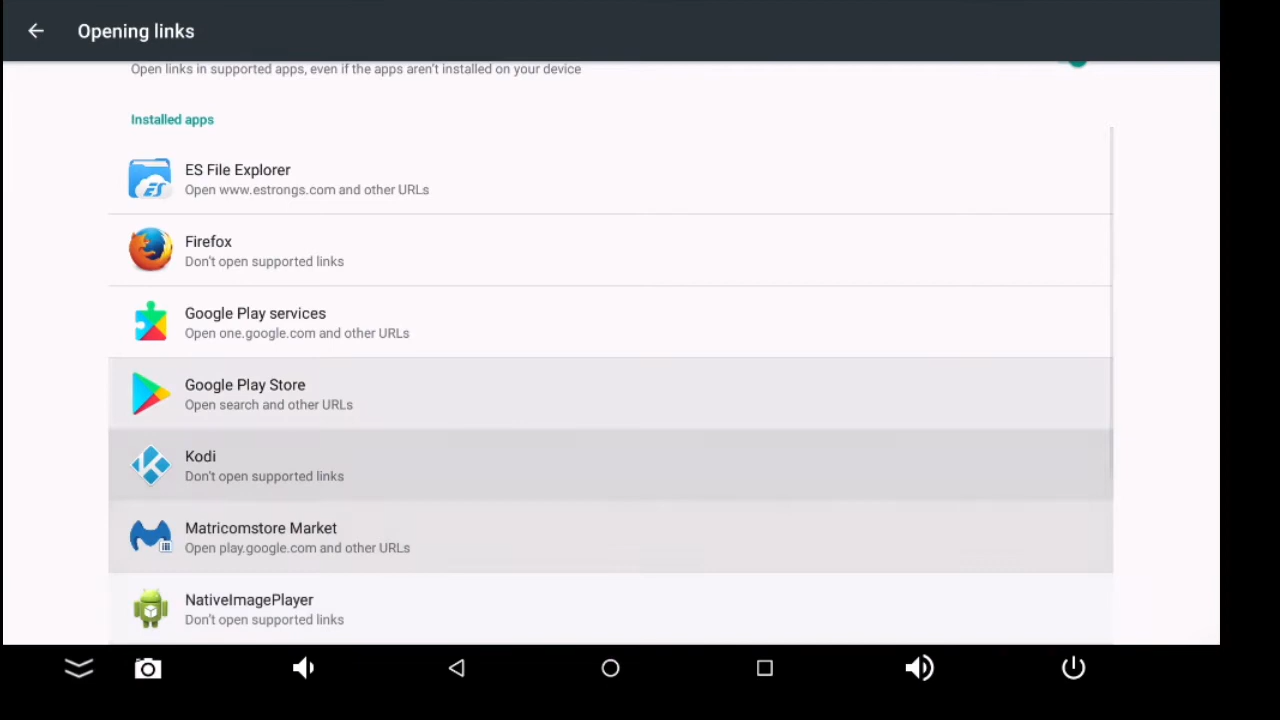 Opening links
Open links in supported apps, even if the apps aren't installed on your device
Installed apps
ES File Explorer
Open www.estrongs.com and other URLs
Firefox
Don't open supported links
Google Play services
Open one.google.com and other URLs
Google Play Store
Open search and other URLs
Kodi
Don't open supported links
Matricomstore Market
Open play.google.com and other URLs
NativeImagePlayer
Don't open supported links